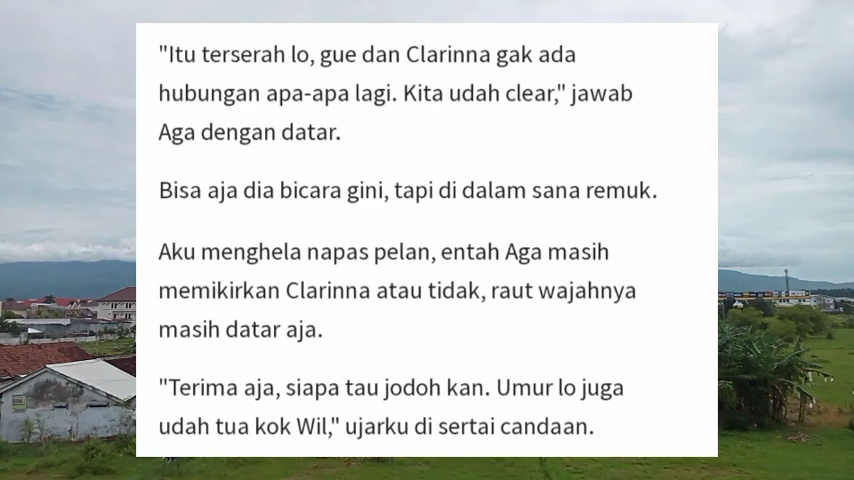 "Itu terserah lo, gue dan Clarinna gak ada
hubungan apa-apa lagi. Kita udah clear," jawab
Aga dengan datar.
Bisa aja dia bicara gini, tapi di dalam sana remuk.
Aku menghela napas pelan, entah Aga masih
memikirkan Clarinna atau tidak, raut wajahnya
masih datar aja.
"Terima aja, siapa tau jodoh kan. Umur lo juga
udah tua kok Wil," ujarku di sertai candaan.